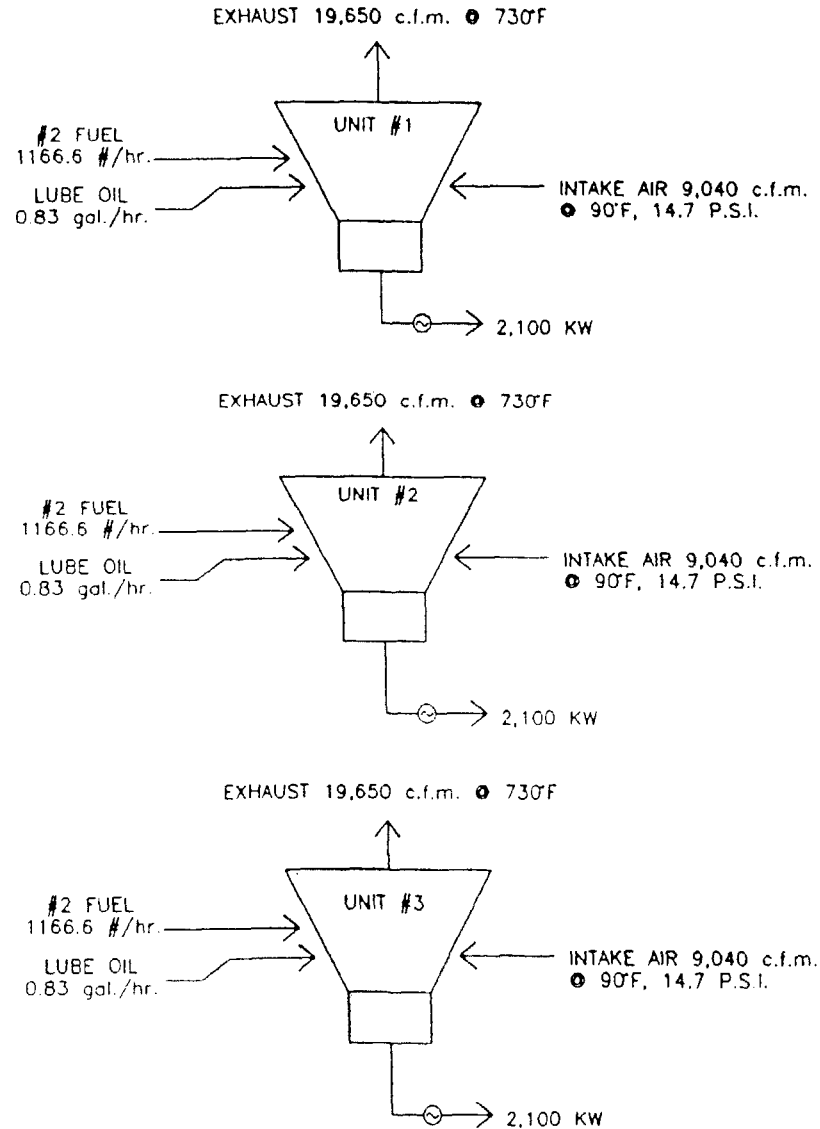 EXHAUST 19,650 c.f.m. @ 730°F
UNIT #1
#2 FUEL
1166.6 #/hr.
LUBE OIL
0.83 gal./hr.
INTAKE AIR 9,040 c.f.m.
@ 90°F, 14.7 P.S.I.
2,100 KW
EXHAUST 19,650 c.f.m. @ 730°F
UNIT #2
#2 FUEL
1166.6 #/hr.
LUBE OIL
0.83 gal./hr.
INTAKE AIR 9,040 c.f.m.
@ 90°F, 14.7 P.S.I.
2,100 KW
EXHAUST 19,650 c.f.m. @ 730°F
UNIT #3
#2 FUEL
1166.6 #/hr.
LUBE OIL
0.83 gal./hr.
INTAKE AIR 9,040 c.f.m.
@ 90°F, 14.7 P.S.I.
2,100 KW